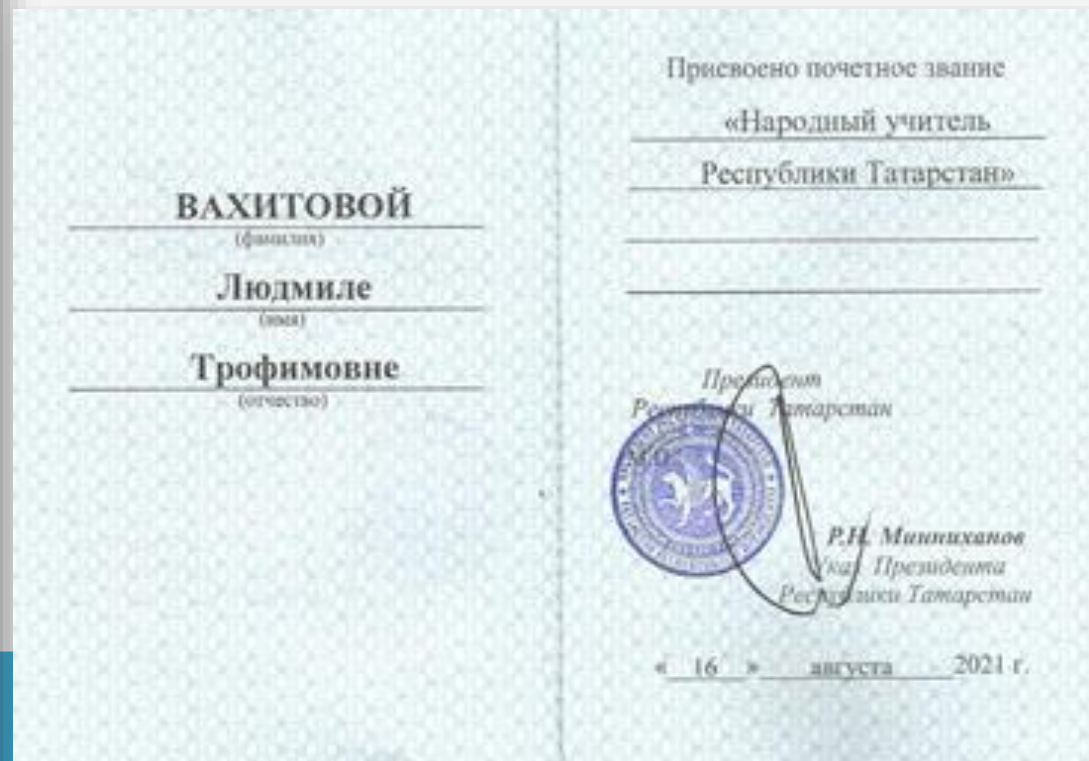 ВАХИТОВОЙ
(фамилия)
Людмиле
(имя)
Трофимовне
(отчество)
Присвоено почетное звание
«Народный учитель
Республики Татарстан»
Президент
Республики Татарстан
М.П.
Р.Н. Минниханов
Указ Президента
Республики Татарстан
« 16 » августа 2021 г.